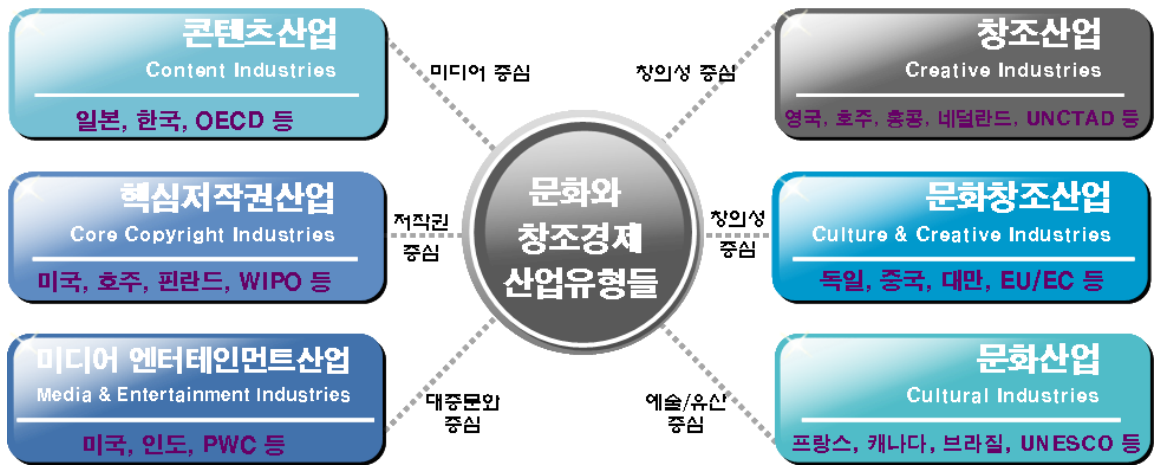 콘텐츠산업
Content Industries
일본, 한국, OECD 등
미디어 중심
핵심저작권산업
Core Copyright Industries
미국, 호주, 핀란드, WIPO 등
저작권
중심
미디어 엔터테인먼트산업
Media & Entertainment Industries
미국, 인도, PWC 등
대중문화
중심
문화와
창조경제
산업유형들
창의성 중심
창조산업
Creative Industries
영국, 호주, 홍콩, 네덜란드, UNCTAD 등
창의성
중심
문화창조산업
Culture & Creative Industries
독일, 중국, 대만, EU/EC 등
예술/유산
중심
문화산업
Cultural Industries
프랑스, 캐나다, 브라질, UNESCO 등